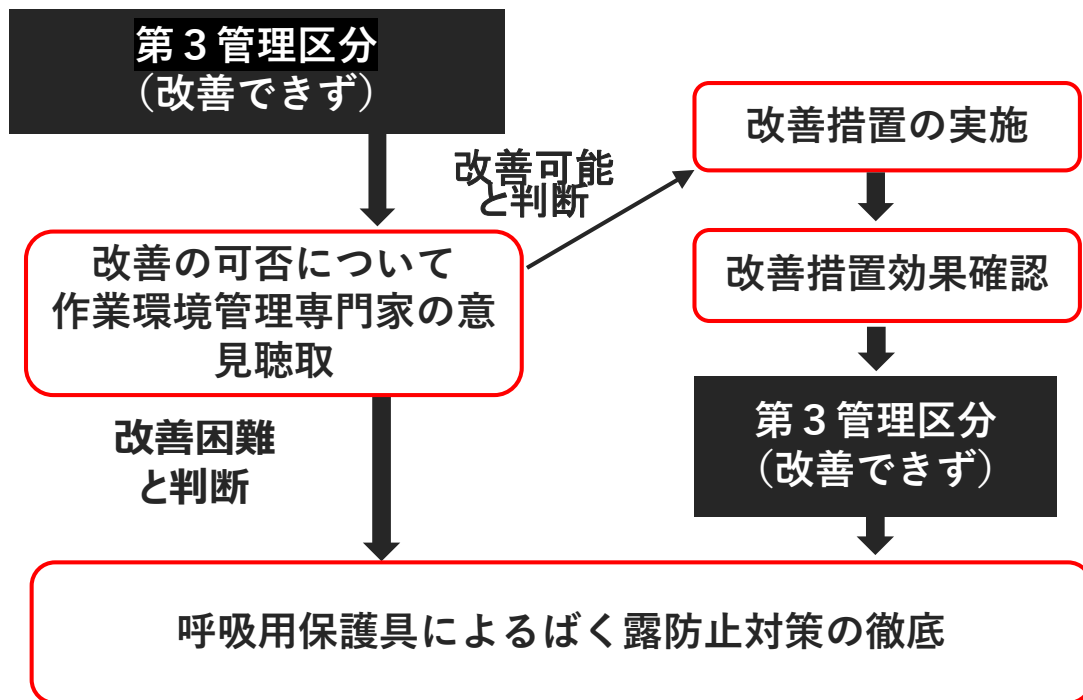 第３管理区分
（改善できず）
改善可能
と判断
改善措置の実施
改善の可否について
作業環境管理専門家の意
見聴取
改善措置効果確認
改善困難
と判断
第３管理区分
（改善できず）
呼吸用保護具によるばく露防止対策の徹底